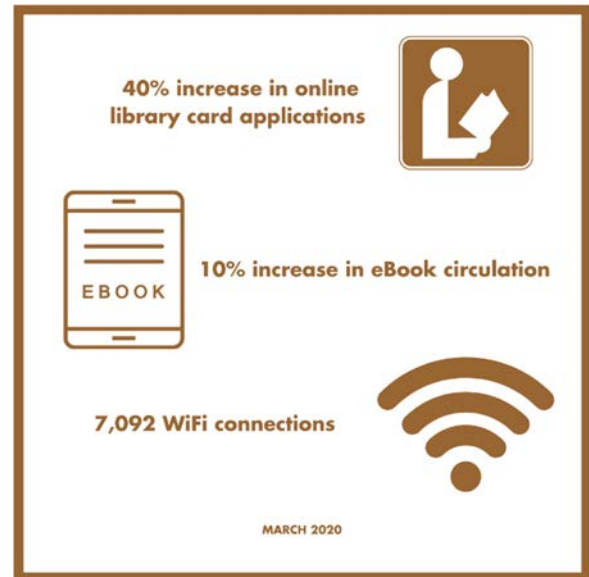 40% increase in online
library card applications
EBOOK
10% increase in eBook circulation
7,092 WiFi connections
MARCH 2020